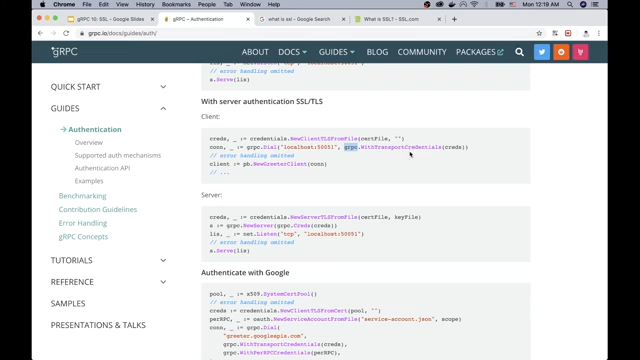 Chrome File Edit View History Bookmarks People Tab Window Help
Mon 12:19 AM
gRPC 10: SSL - Google Slides
gRPC – Authentication
what is ssl - Google Search
What is SSL? - SSL.com
grpc.io/docs/guides/auth/
gRPC
ABOUT DOCS GUIDES BLOG COMMUNITY PACKAGES
QUICK START
GUIDES
Authentication
Overview
Supported auth mechanisms
Authentication API
Examples
Benchmarking
Contribution Guidelines
Error Handling
gRPC Concepts
TUTORIALS
REFERENCE
SAMPLES
PRESENTATIONS & TALKS
// error handling omitted
s.Serve(lis)
With server authentication SSL/TLS
Client:
creds, _ := credentials.NewClientTLSFromFile(certFile, "")
conn, _ := grpc.Dial("localhost:50051", grpc.WithTransportCredentials(creds))
// error handling omitted
client := pb.NewGreeterClient(conn)
// ...
Server:
creds, _ := credentials.NewServerTLSFromFile(certFile, keyFile)
s := grpc.NewServer(grpc.Creds(creds))
lis, _ := net.Listen("tcp", "localhost:50051")
// error handling omitted
s.Serve(lis)
Authenticate with Google
pool, _ := x509.SystemCertPool()
// error handling omitted
creds := credentials.NewClientTLSFromCert(pool, "")
perRPC, _ := oauth.NewServiceAccountFromFile("service-account.json", scope)
conn, _ := grpc.Dial(
"greeter.googleapis.com",
grpc.WithTransportCredentials(creds),
grpc.WithPerRPCCredentials(perRPC),